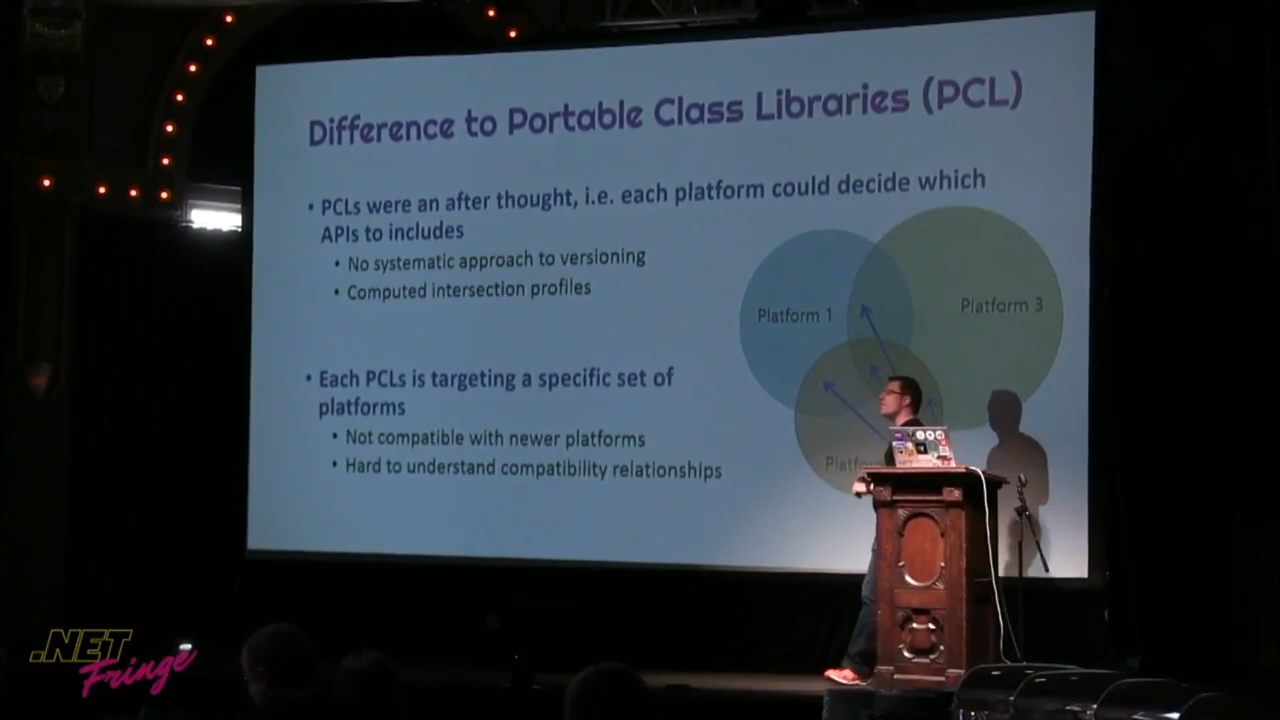 Difference to Portable Class Libraries (PCL)
• PCLs were an after thought, i.e. each platform could decide which
APIs to includes
• No systematic approach to versioning
• Computed intersection profiles
• Each PCLs is targeting a specific set of
platforms
• Not compatible with newer platforms
• Hard to understand compatibility relationships
Platform 1
Platform 3
.NET
Fringe